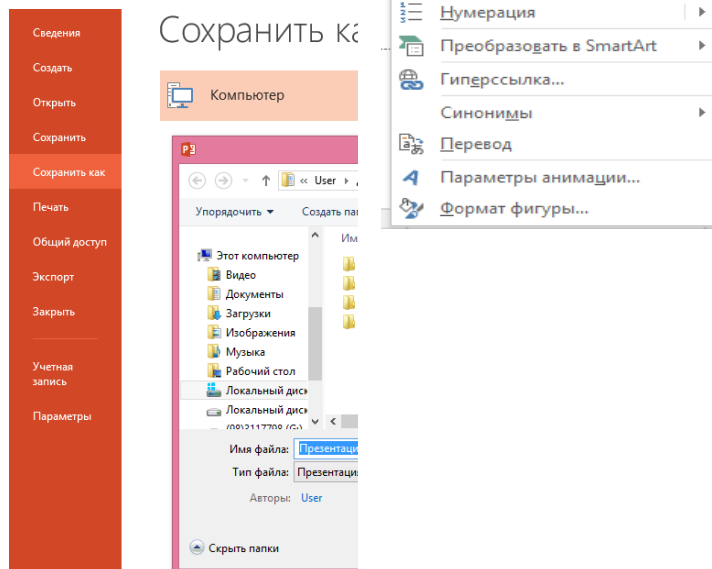 Сведения
Создать
Открыть
Сохранить
Сохранить как
Печать
Общий доступ
Экспорт
Закрыть
Учетная
запись
Параметры
Сохранить ка
Компьютер
« User
Упорядочить
Создать па
Им
Этот компьютер
Видео
Документы
Загрузки
Изображения
Музыка
Рабочий стол
Локальный диск
Локальный диск
Имя файла: Презентаци
Тип файла: Презентация
Авторы: User
Скрыть папки
Нумерация
Преобразовать в SmartArt
Гиперссылка...
Синонимы
Перевод
Параметры анимации...
Формат фигуры...